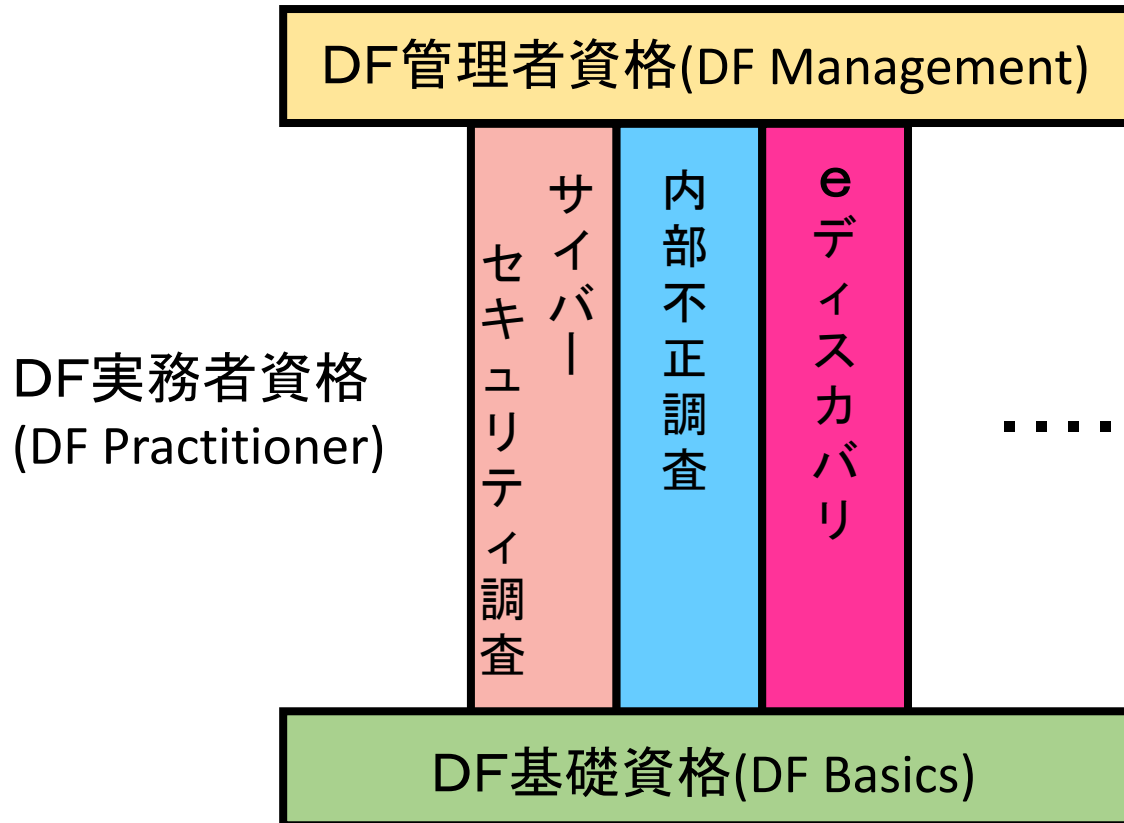 DF管理者資格(DF Management)
サイバー
セキュリティ調査
内部不正調査
eディスカバリ
DF実務者資格
(DF Practitioner)
‥‥
DF基礎資格(DF Basics)